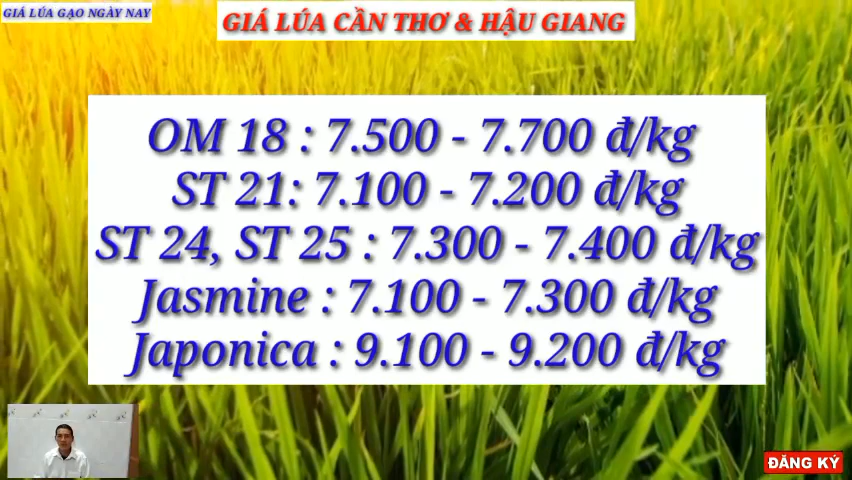 GIÁ LÚA GẠO NGÀY NAY
GIÁ LÚA CẦN THƠ & HẬU GIANG
OM 18 : 7.500 - 7.700 đ/kg
ST 21: 7.100 - 7.200 đ/kg
ST 24, ST 25 : 7.300 - 7.400 đ/kg
Jasmine : 7.100 - 7.300 đ/kg
Japonica : 9.100 - 9.200 đ/kg
ĐĂNG KÝ